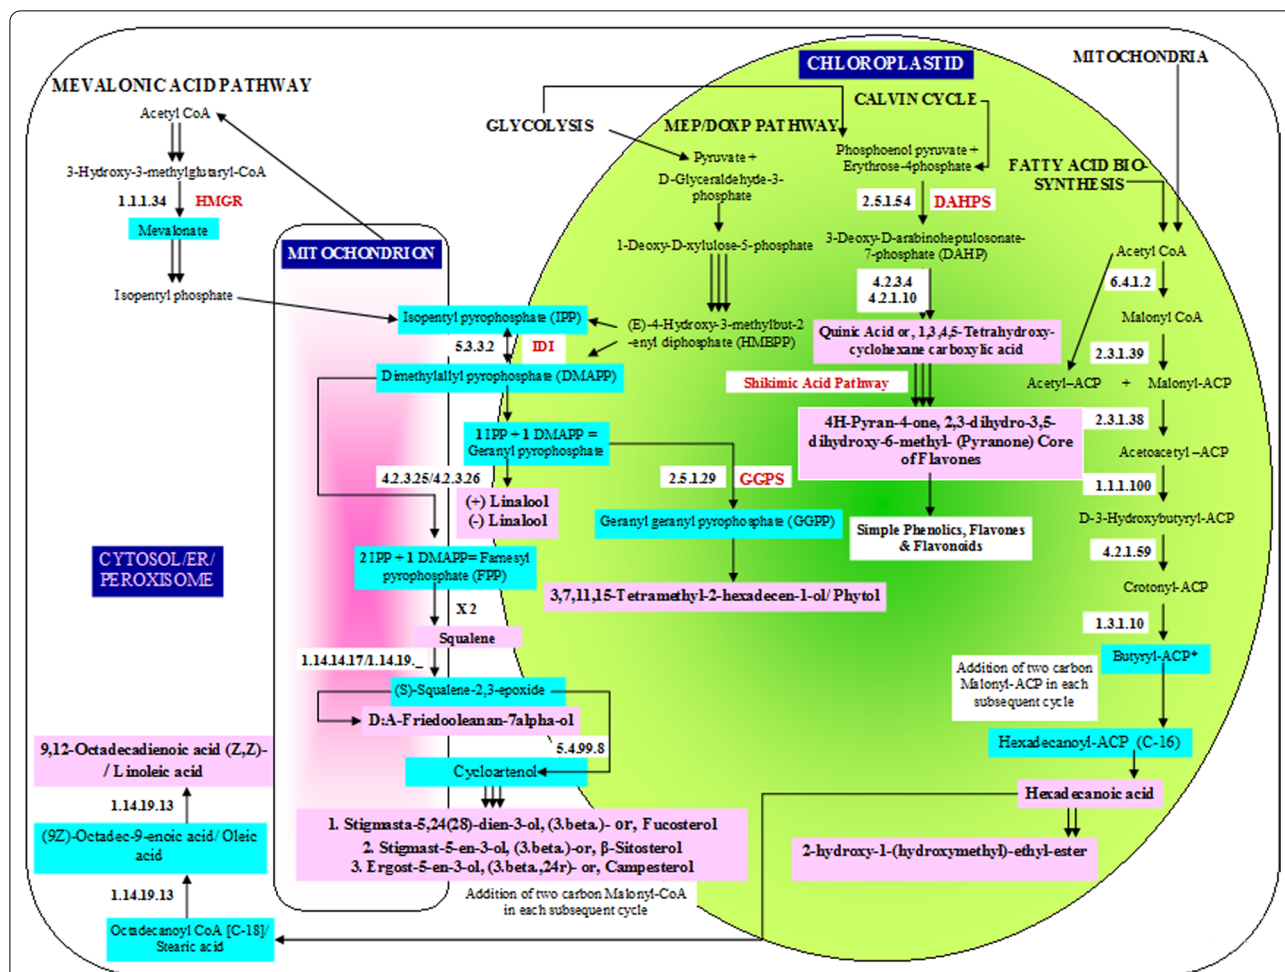 MEVALONIC ACID PATHWAY
Acetyl CoA
3-Hydroxy-3-methylglutaryl-CoA
1.1.1.34 HMGR
Mevalonate
Isopentyl phosphate
MITOCHONDRION
CYTOSOL/ER/
PEROXISOME
GLYCOLYSIS
CHLOROPLASTID
MITOCHONDRIA
CALVIN CYCLE
MEP/DOXP PATHWAY
Pyruvate +
D-Glyceraldehyde-3-
phosphate
1-Deoxy-D-xylulose-5-phosphate
(E)-4-Hydroxy-3-methylbut-2
-enyl diphosphate (HMBPP)
Isopentyl pyrophosphate (IPP)
5.3.3.2 IDI
Dimethylallyl pyrophosphate (DMAPP)
1 IPP + 1 DMAPP =
Geranyl pyrophosphate
4.2.3.25/4.2.3.26
(+) Linalool
(-) Linalool
2.5.1.29 GGPS
Geranyl geranyl pyrophosphate (GGPP)
3,7,11,15-Tetramethyl-2-hexadecen-1-ol/ Phytol
2 IPP + 1 DMAPP= Farnesyl
pyrophosphate (FPP)
X 2
Squalene
1.14.14.17/1.14.19._
(S)-Squalene-2,3-epoxide
D:A-Friedooleanan-7alpha-ol
5.4.99.8
Cycloartenol
1. Stigmasta-5,24(28)-dien-3-ol, (3.beta.)- or, Fucosterol
2. Stigmast-5-en-3-ol, (3.beta.)-or, β-Sitosterol
3. Ergost-5-en-3-ol, (3.beta.,24r)- or, Campesterol
Addition of two carbon Malonyl-CoA
in each subsequent cycle
Phosphoenol pyruvate +
Erythrose-4phosphate
2.5.1.54 DAHPS
3-Deoxy-D-arabinoheptulosonate-
7-phosphate (DAHP)
4.2.3.4
4.2.1.10
Quinic Acid or, 1,3,4,5-Tetrahydroxy-
cyclohexane carboxylic acid
Shikimic Acid Pathway
4H-Pyran-4-one, 2,3-dihydro-3,5-
dihydroxy-6-methyl- (Pyranone) Core
of Flavones
Simple Phenolics, Flavones
& Flavonoids
FATTY ACID BIO-
SYNTHESIS
Acetyl CoA
6.4.1.2
Malonyl CoA
2.3.1.39
Acetyl–ACP + Malonyl-ACP
2.3.1.38
Acetoacetyl –ACP
1.1.1.100
D-3-Hydroxybutyryl-ACP
4.2.1.59
Crotonyl-ACP
1.3.1.10
Butyryl-ACP*
Addition of two carbon
Malonyl-ACP in each
subsequent cycle
Hexadecanoyl-ACP (C-16)
Hexadecanoic acid
2-hydroxy-1-(hydroxymethyl)-ethyl-ester
9,12-Octadecadienoic acid (Z,Z)-
/ Linoleic acid
1.14.19.13
(9Z)-Octadec-9-enoic acid/ Oleic
acid
1.14.19.13
Octadecanoyl CoA [C-18]/
Stearic acid